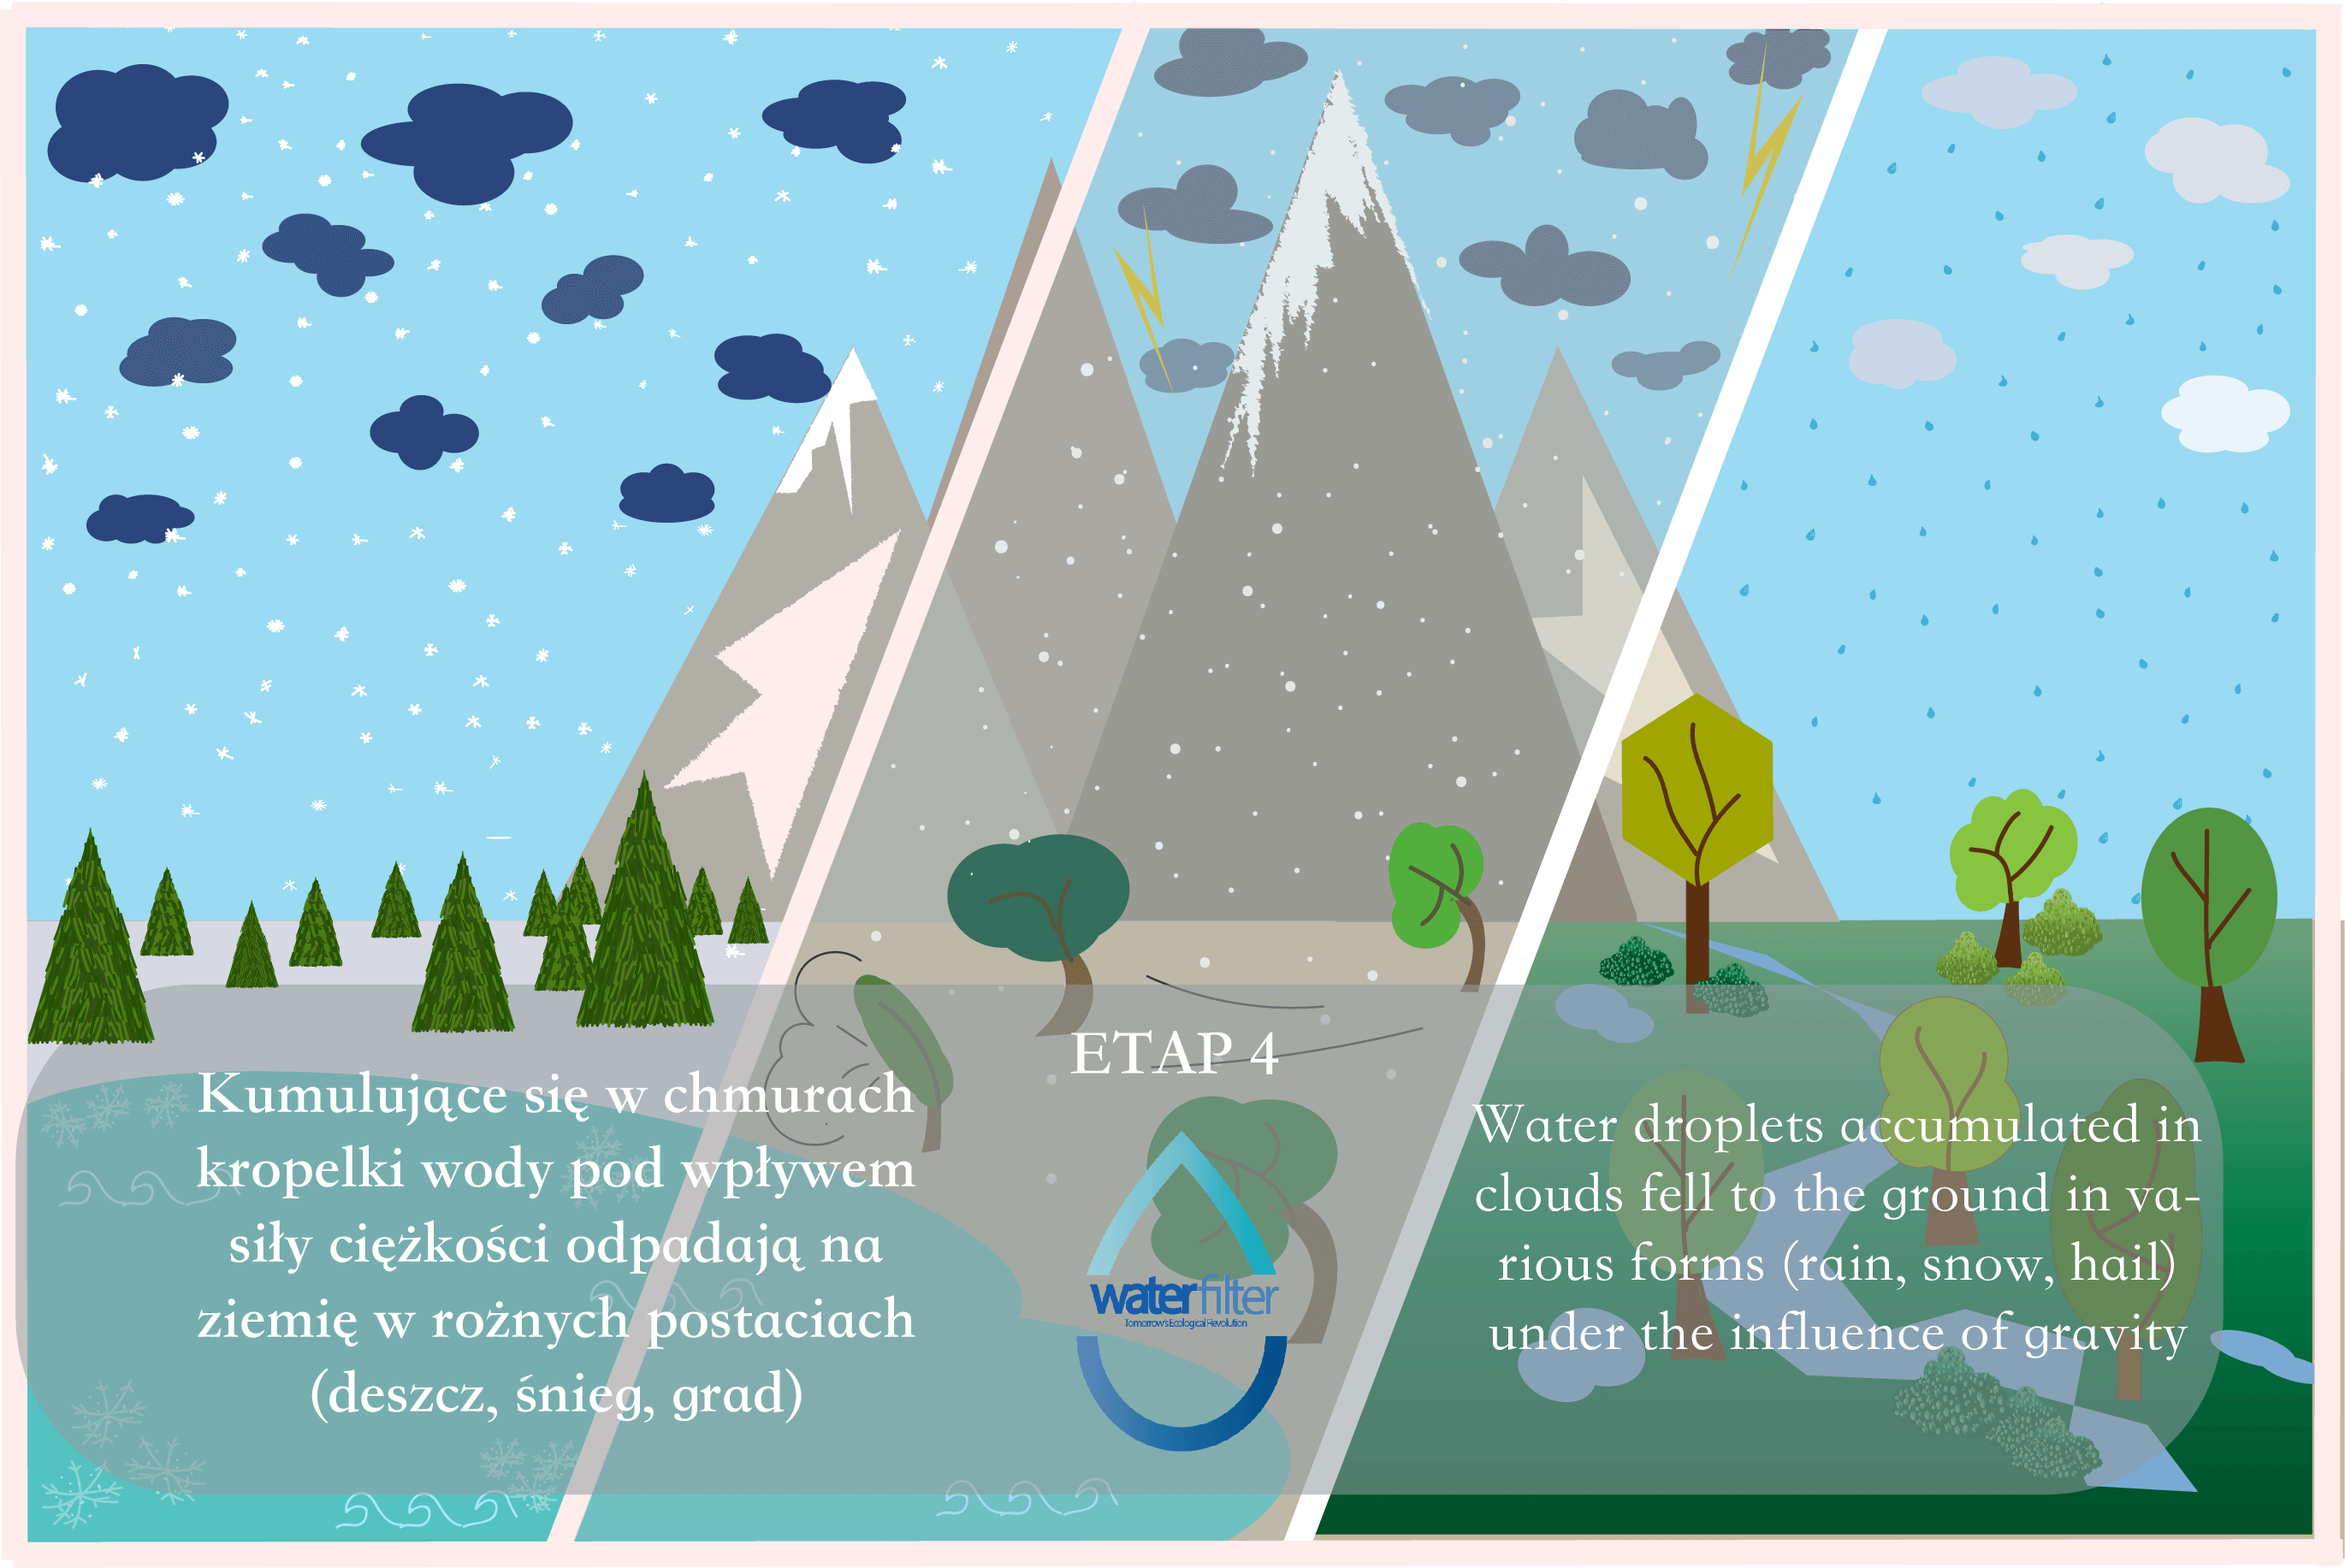 ETAP 4
Kumulujące się w chmurach
kropelki wody pod wpływem
siły ciężkości odpadają na
ziemię w rożnych postaciach
(deszcz, śnieg, grad)
waterfilter
Tomorrow's Ecological Revolution
Water droplets accumulated in
clouds fell to the ground in va-
rious forms (rain, snow, hail)
under the influence of gravity